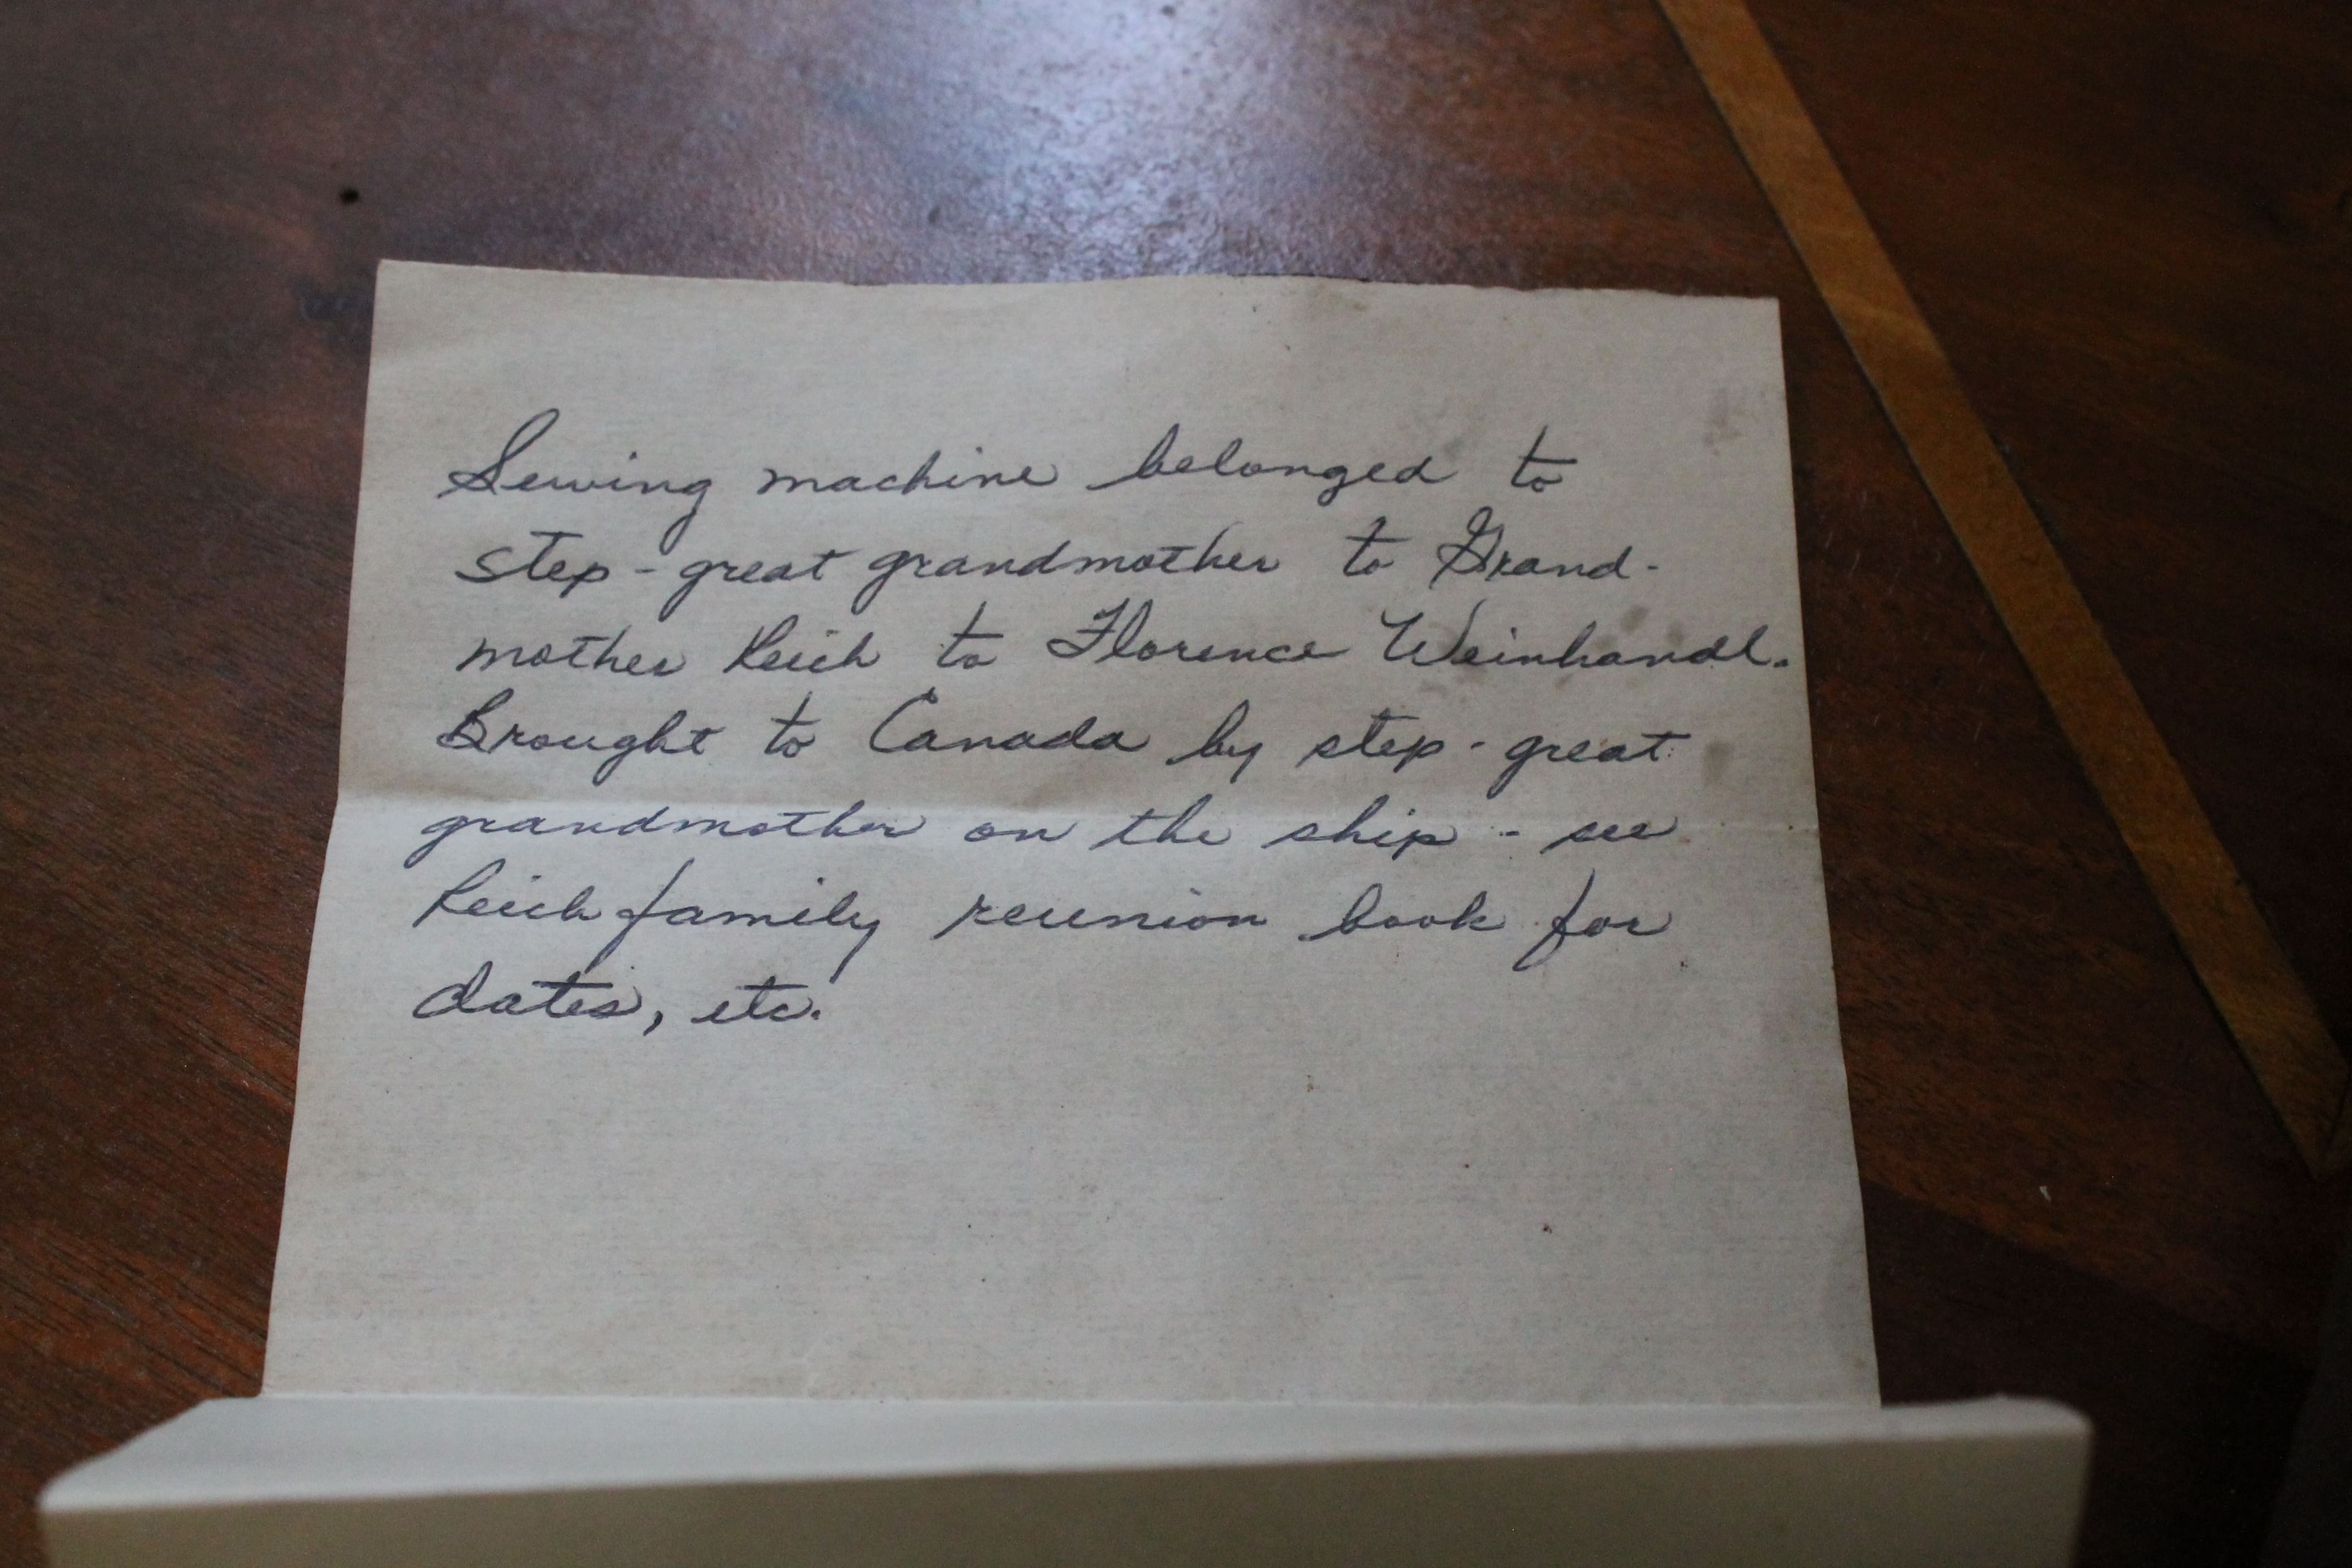 Sewing machine belonged to
step-great grandmother to Grand-
mother Reich to Florence Weinhandl.
Brought to Canada by step-great
grandmother on the ship - see
Reich family reunion book for
dates, etc.